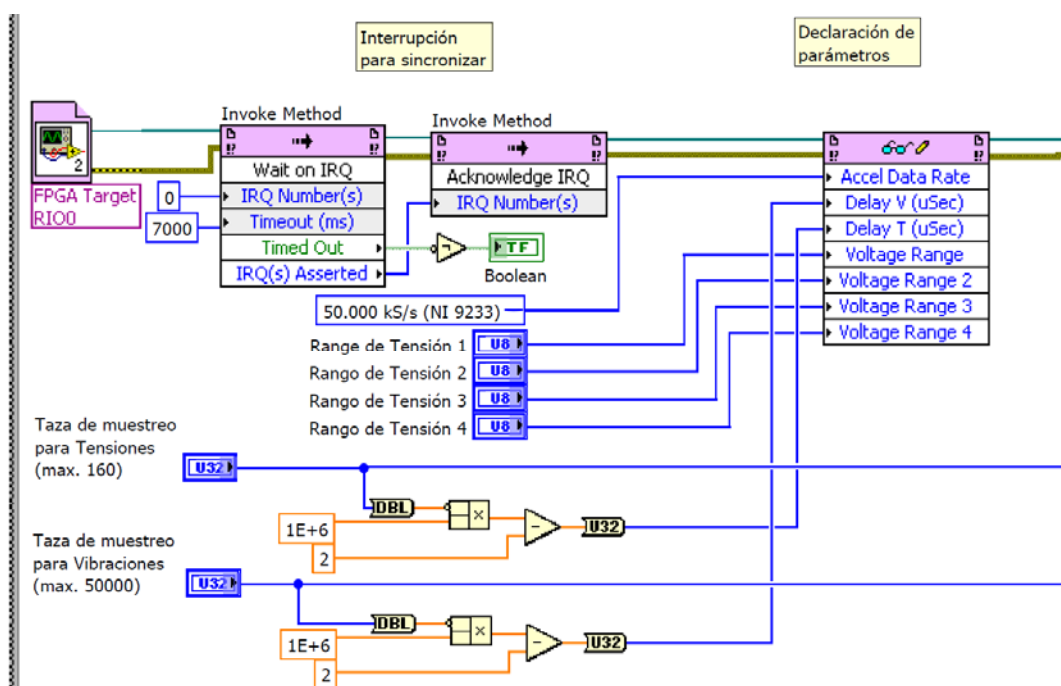 Interrupción
para sincronizar
Declaración de
parámetros
Invoke Method
Wait on IRQ
IRQ Number(s)
Timeout (ms)
Timed Out
IRQ(s) Asserted
Invoke Method
Acknowledge IRQ
IRQ Number(s)
2
FPGA Target
RIO0
0
7000
TF
Boolean
Accel Data Rate
Delay V (uSec)
Delay T (uSec)
Voltage Range
Voltage Range 2
Voltage Range 3
Voltage Range 4
50.000 kS/s (NI 9233)
Range de Tensión 1 U8
Rango de Tensión 2 U8
Rango de Tensión 3 U8
Rango de Tensión 4 U8
Taza de muestreo
para Tensiones
(max. 160)
U32
DBL
×
1E+6
2
−
U32
Taza de muestreo
para Vibraciones
(max. 50000)
U32
DBL
×
1E+6
2
−
U32